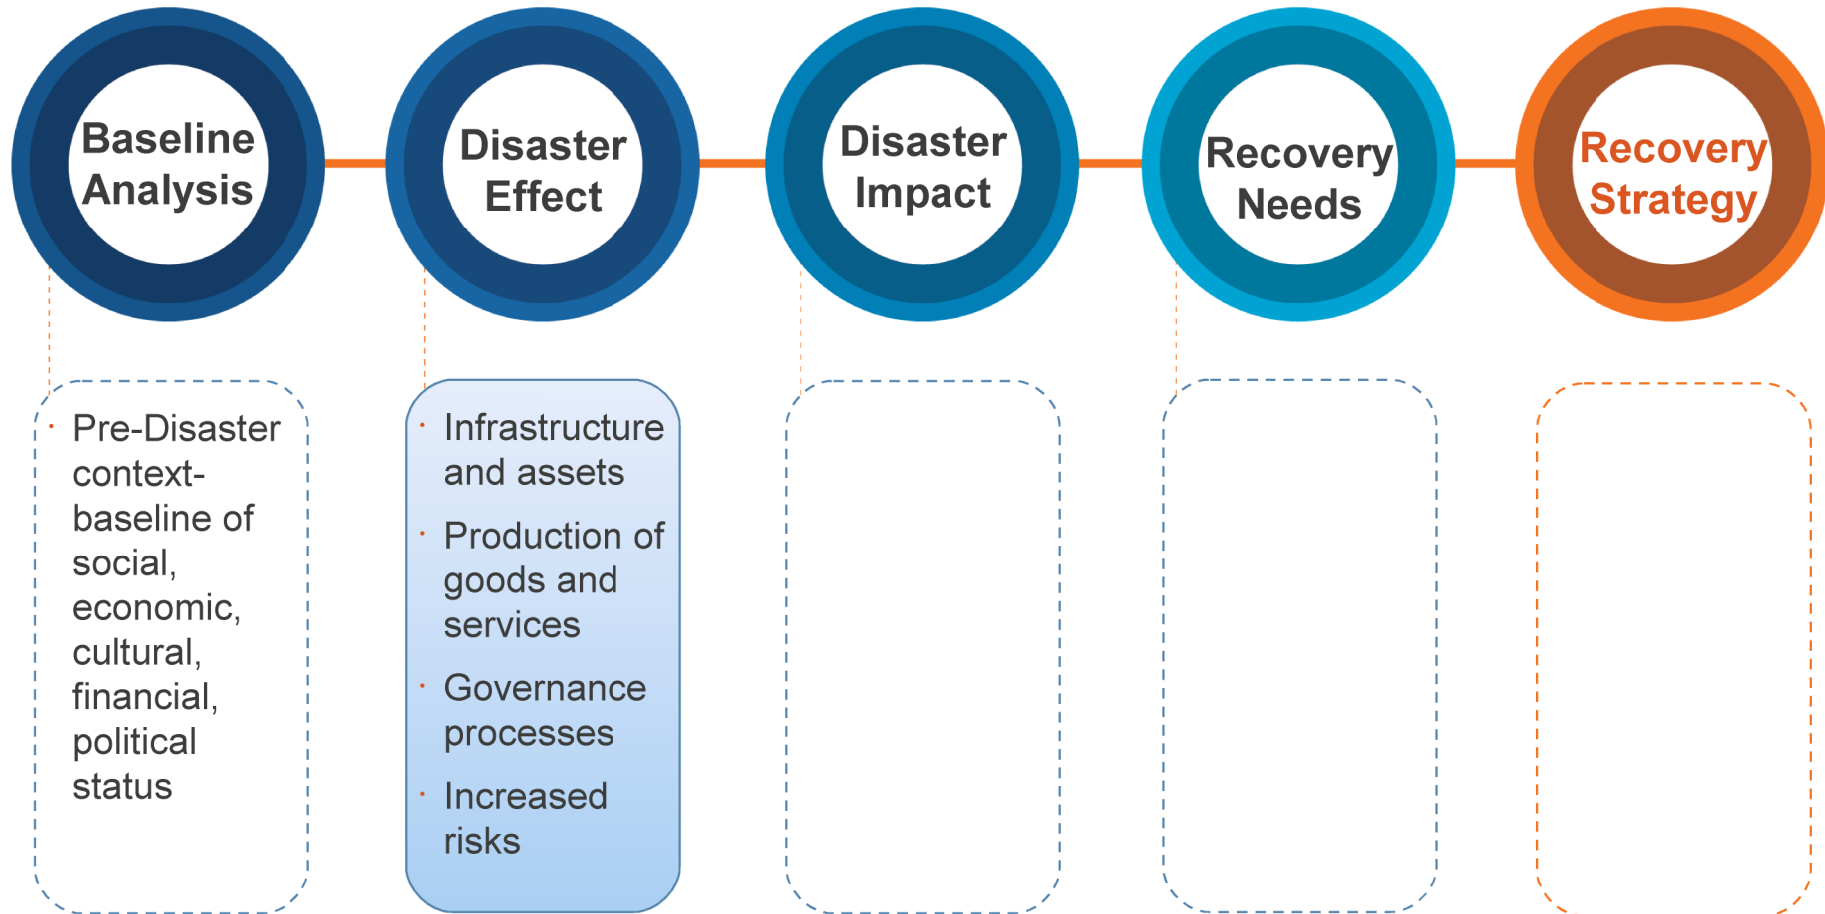 Baseline
Analysis
Disaster
Effect
Disaster
Impact
Recovery
Needs
Recovery
Strategy
· Pre-Disaster
context-
baseline of
social,
economic,
cultural,
financial,
political
status
· Infrastructure
and assets
· Production of
goods and
services
· Governance
processes
· Increased
risks